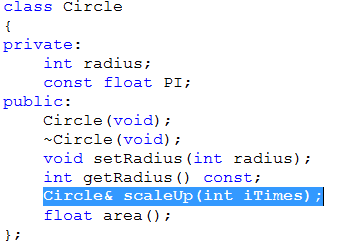 class Circle
{
private:
    int radius;
    const float PI;
public:
    Circle(void);
    ~Circle(void);
    void setRadius(int radius);
    int getRadius() const;
    Circle& scaleUp(int iTimes);
    float area();
};